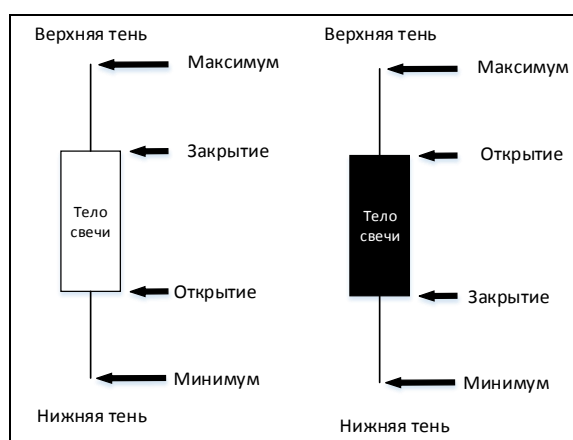 Верхняя тень
Максимум
Закрытие
Тело
свечи
Открытие
Минимум
Нижняя тень
Верхняя тень
Максимум
Открытие
Тело
свечи
Закрытие
Минимум
Нижняя тень